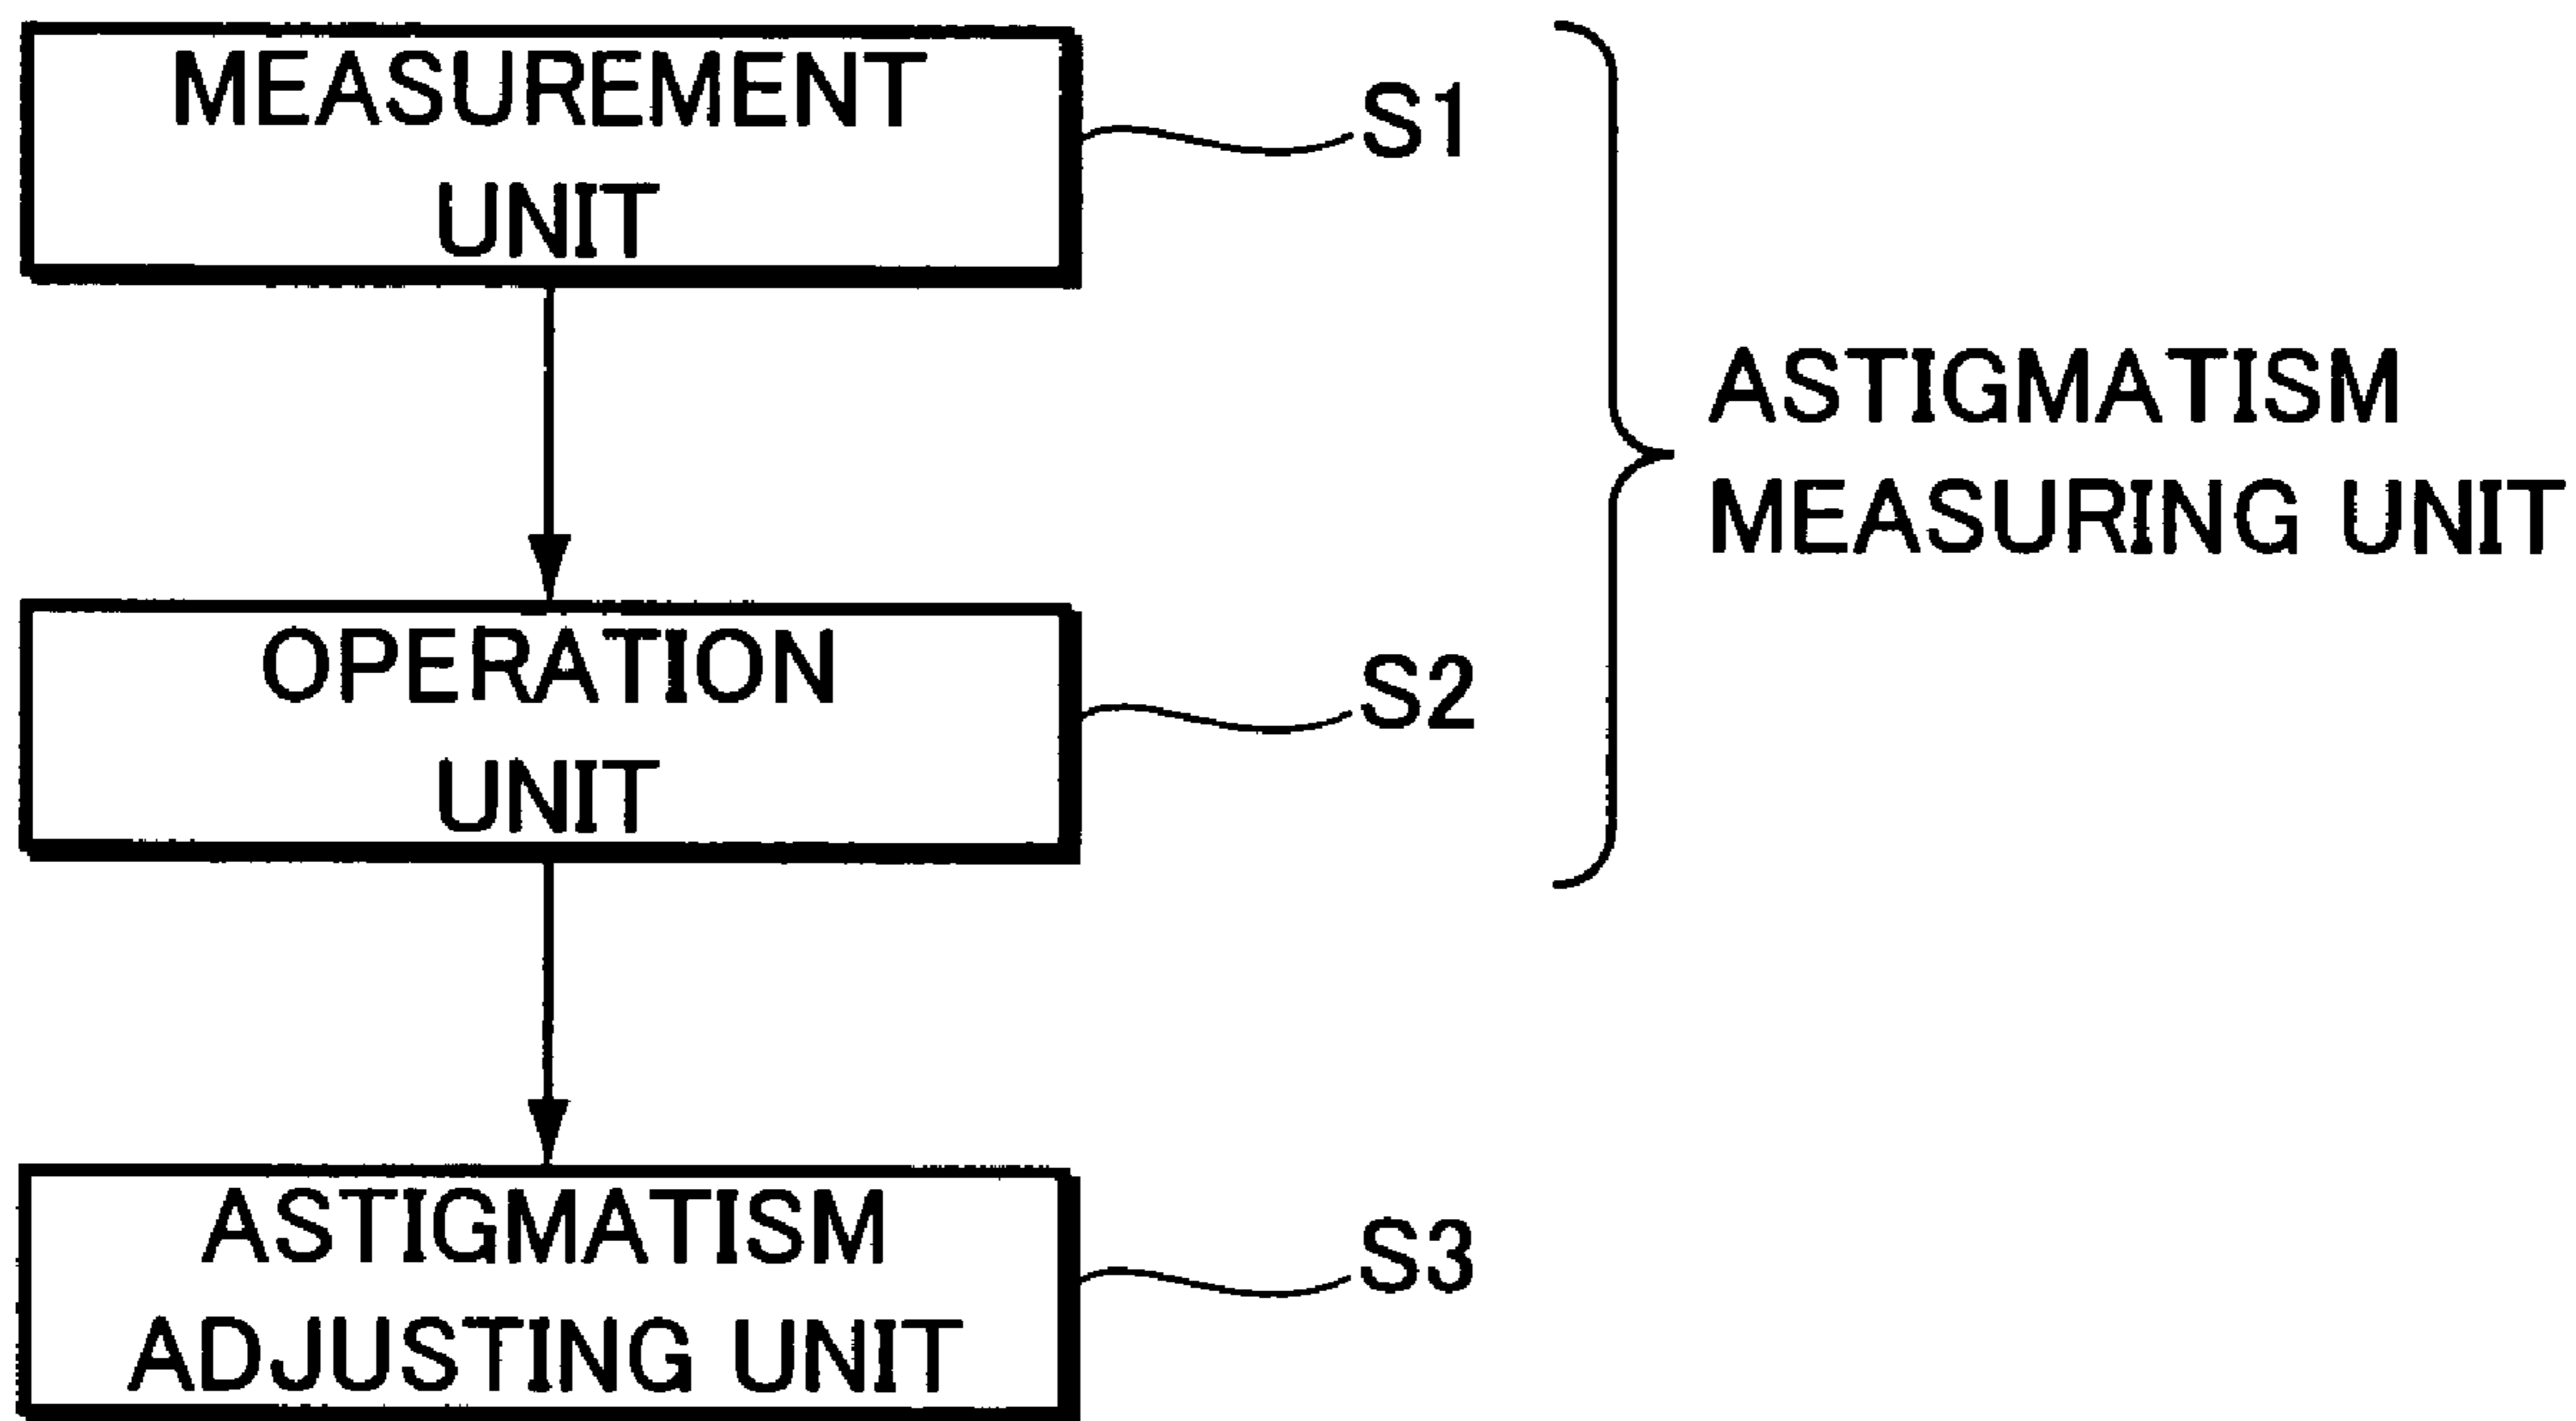 MEASUREMENT
UNIT
S1
ASTIGMATISM
MEASURING UNIT
OPERATION
UNIT
S2
ASTIGMATISM
ADJUSTING UNIT
S3